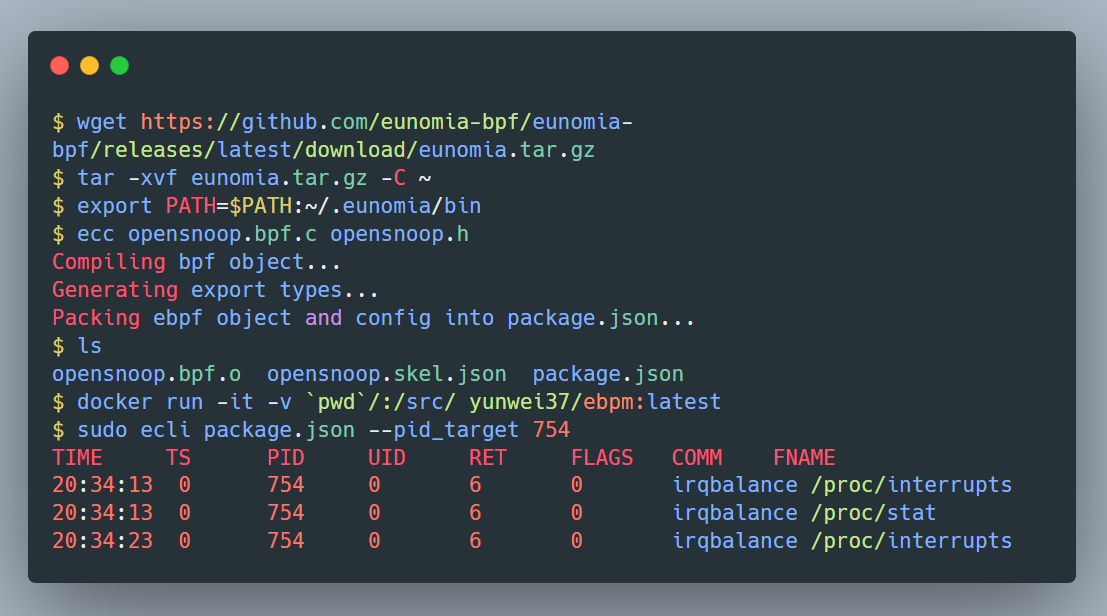 $ wget https://github.com/eunomia-bpf/eunomia-
bpf/releases/latest/download/eunomia.tar.gz
$ tar -xvf eunomia.tar.gz -C ~
$ export PATH=$PATH:~/.eunomia/bin
$ ecc opensnoop.bpf.c opensnoop.h
Compiling bpf object...
Generating export types...
Packing ebpf object and config into package.json...
$ ls
opensnoop.bpf.o  opensnoop.skel.json  package.json
$ docker run -it -v `pwd`/:/src/ yunwei37/ebpm:latest
$ sudo ecli package.json --pid_target 754
TIME     TS      PID     UID     RET     FLAGS   COMM    FNAME
20:34:13  0      754     0       6       0       irqbalance /proc/interrupts
20:34:13  0      754     0       6       0       irqbalance /proc/stat
20:34:23  0      754     0       6       0       irqbalance /proc/interrupts